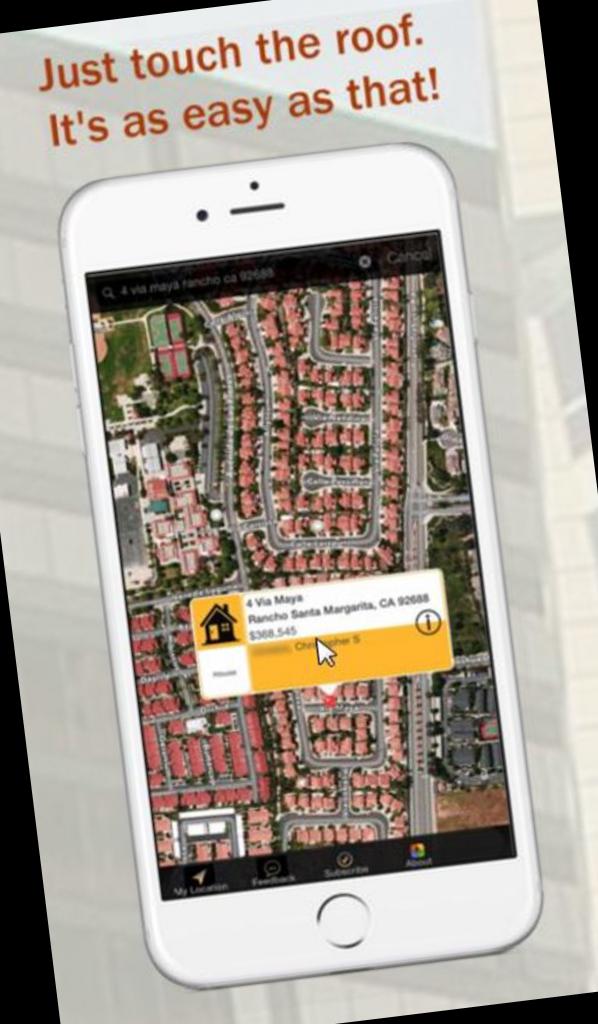 Just touch the roof.
It's as easy as that!
4 via maya rancho ca 92688
Cancel
4 Via Maya
Rancho Santa Margarita, CA 92688
$368,545
Christopher S
House
My Location
Feedback
Subscribe
About